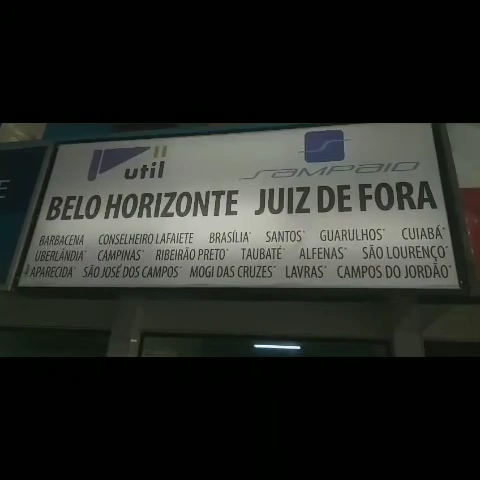 util sampaio
BELO HORIZONTE JUIZ DE FORA
BARBACENA CONSELHEIRO LAFAIETE BRASÍLIA* SANTOS* GUARULHOS* CUIABÁ*
UBERLÂNDIA* CAMPINAS* RIBEIRÃO PRETO* TAUBATÉ* ALFENAS* SÃO LOURENÇO*
APARECIDA* SÃO JOSÉ DOS CAMPOS* MOGI DAS CRUZES* LAVRAS* CAMPOS DO JORDÃO*